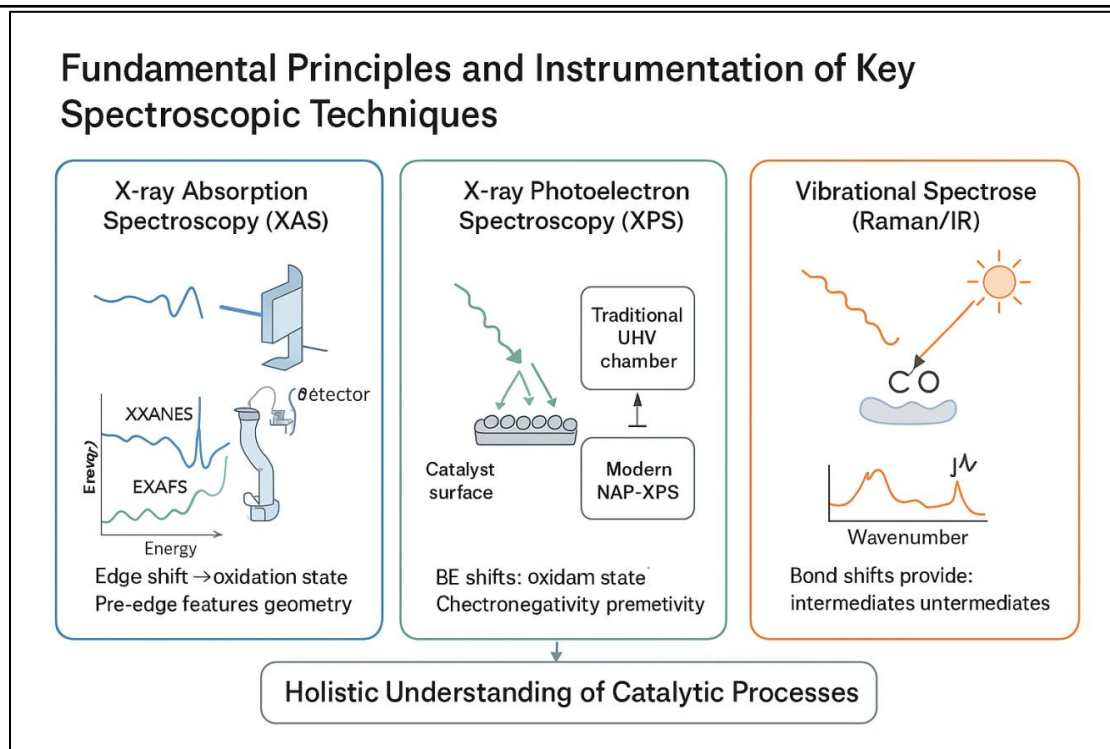 Fundamental Principles and Instrumentation of Key
Spectroscopic Techniques
X-ray Absorption
Spectroscopy (XAS)
XXANES
EXAFS
Energy
Edge shift → oxidation state
Pre-edge features geometry
X-ray Photoelectron
Spectroscopy (XPS)
Traditional
UHV
chamber
Catalyst
surface
Modern
NAP-XPS
BE shifts: oxidam state
Chectronegativity premetivity
Vibrational Spectrose
(Raman/IR)
CO
Wavenumber
Bond shifts provide:
intermediates untermediates
Holistic Understanding of Catalytic Processes